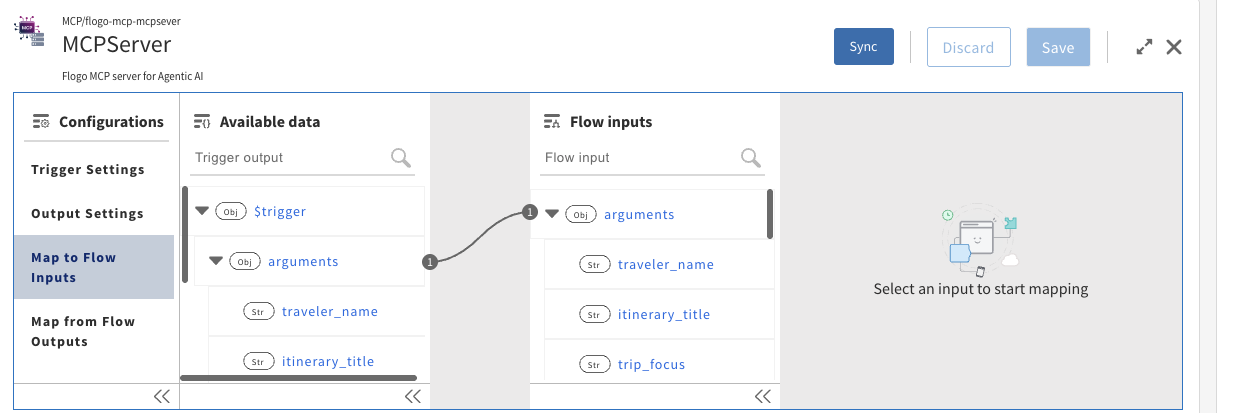 MCP
MCP/flogo-mcp-mcpsever
MCPServer
Flogo MCP server for Agentic AI
Sync
Discard
Save
Configurations
Trigger Settings
Output Settings
Map to Flow
Inputs
Map from Flow
Outputs
Available data
Trigger output
Obj $trigger
Obj arguments
1
Str traveler_name
Str itinerary_title
Flow inputs
Flow input
1
Obj arguments
Str traveler_name
Str itinerary_title
Str trip_focus
Select an input to start mapping